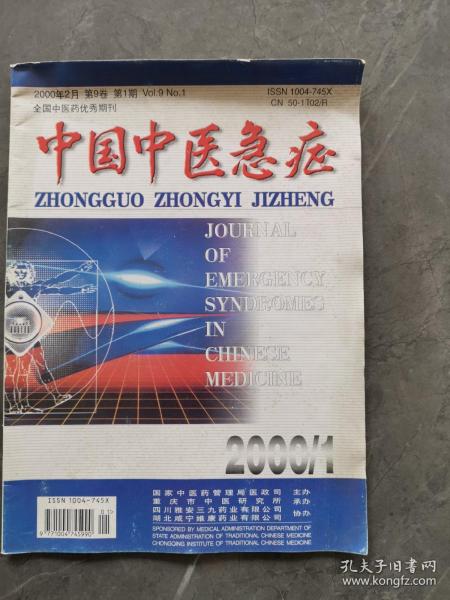 2000年2月 第9卷 第1期 Vol.9 No.1
ISSN 1004-745X
CN 50-1102/R
全国中医药优秀期刊
中国中医急症
ZHONGGUO ZHONGYI JIZHENG
JOURNAL
OF
EMERGENCY
SYNDROMES
IN
CHINESE
MEDICINE
2000/1
国家中医药管理局医政司 主办
重庆市中医研究所 承办
四川雅安三九药业有限公司 协办
湖北咸宁维康药业有限公司
SPONSORED BY MEDICAL ADMINISTRATION DEPARTMENT OF
STATE ADMINISTRATION OF TRADITIONAL CHINESE MEDICINE
CHONGQING INSTITUTE OF TRADITIONAL CHINESE MEDICINE
ISSN 1004-745X
01>
9 771004 745990
孔夫子旧书网
www.kongfz.com